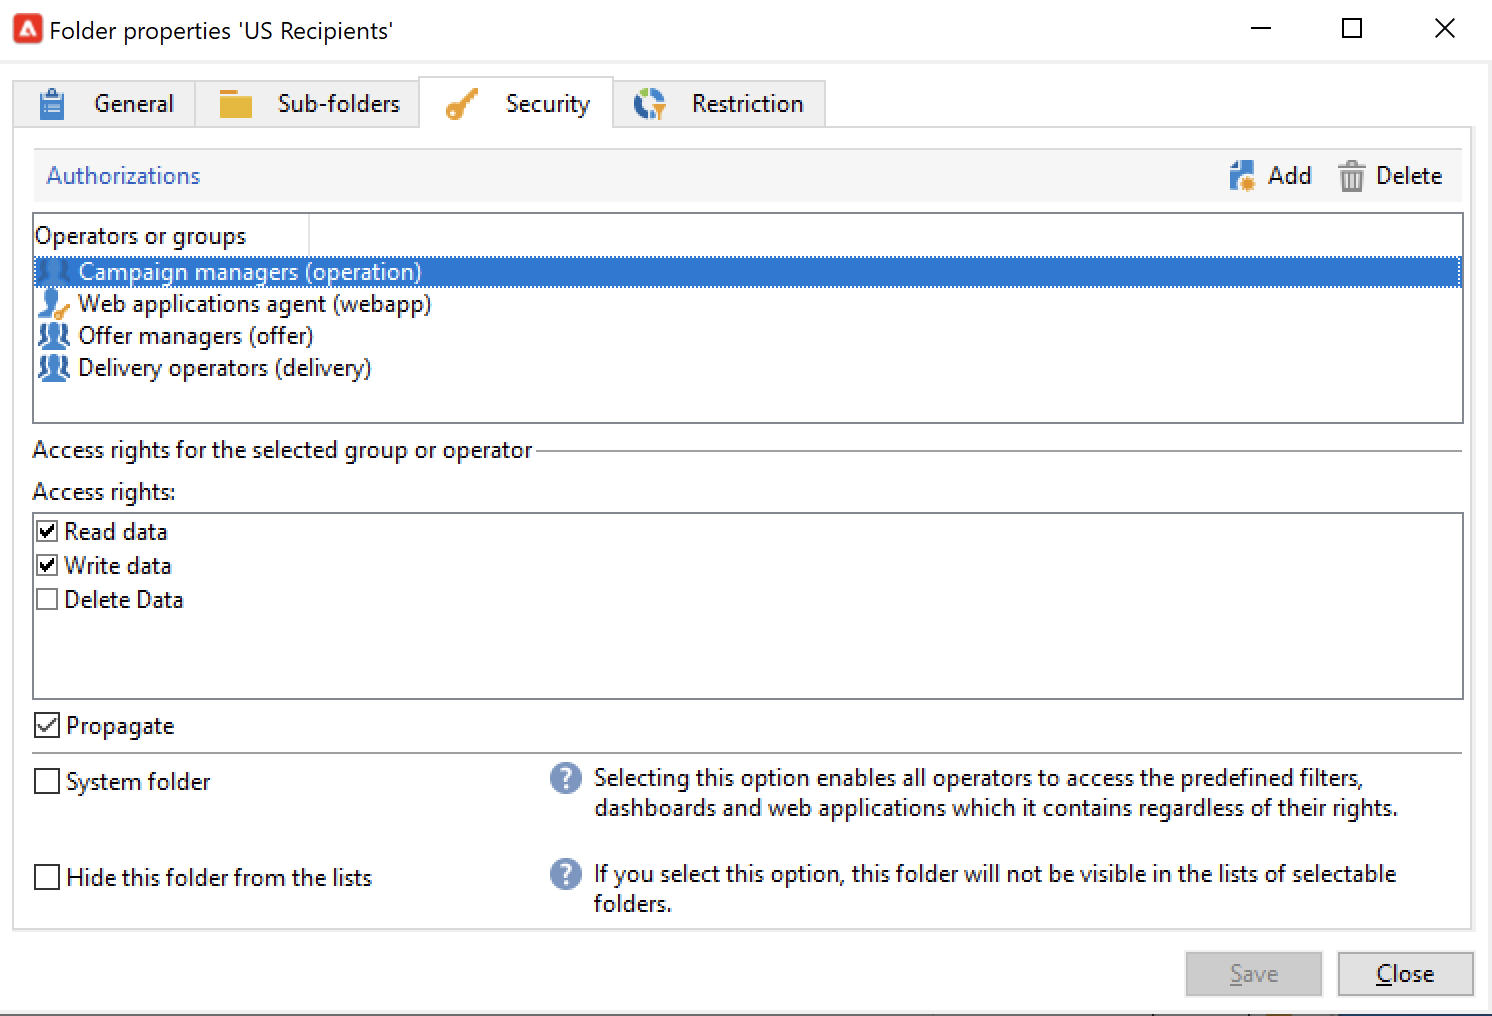 Folder properties 'US Recipients'
General Sub-folders Security Restriction
Authorizations Add Delete
Operators or groups
Campaign managers (operation)
Web applications agent (webapp)
Offer managers (offer)
Delivery operators (delivery)
Access rights for the selected group or operator
Access rights:
Read data
Write data
Delete Data
Propagate
System folder
? Selecting this option enables all operators to access the predefined filters,
dashboards and web applications which it contains regardless of their rights.
Hide this folder from the lists
? If you select this option, this folder will not be visible in the lists of selectable
folders.
Save Close